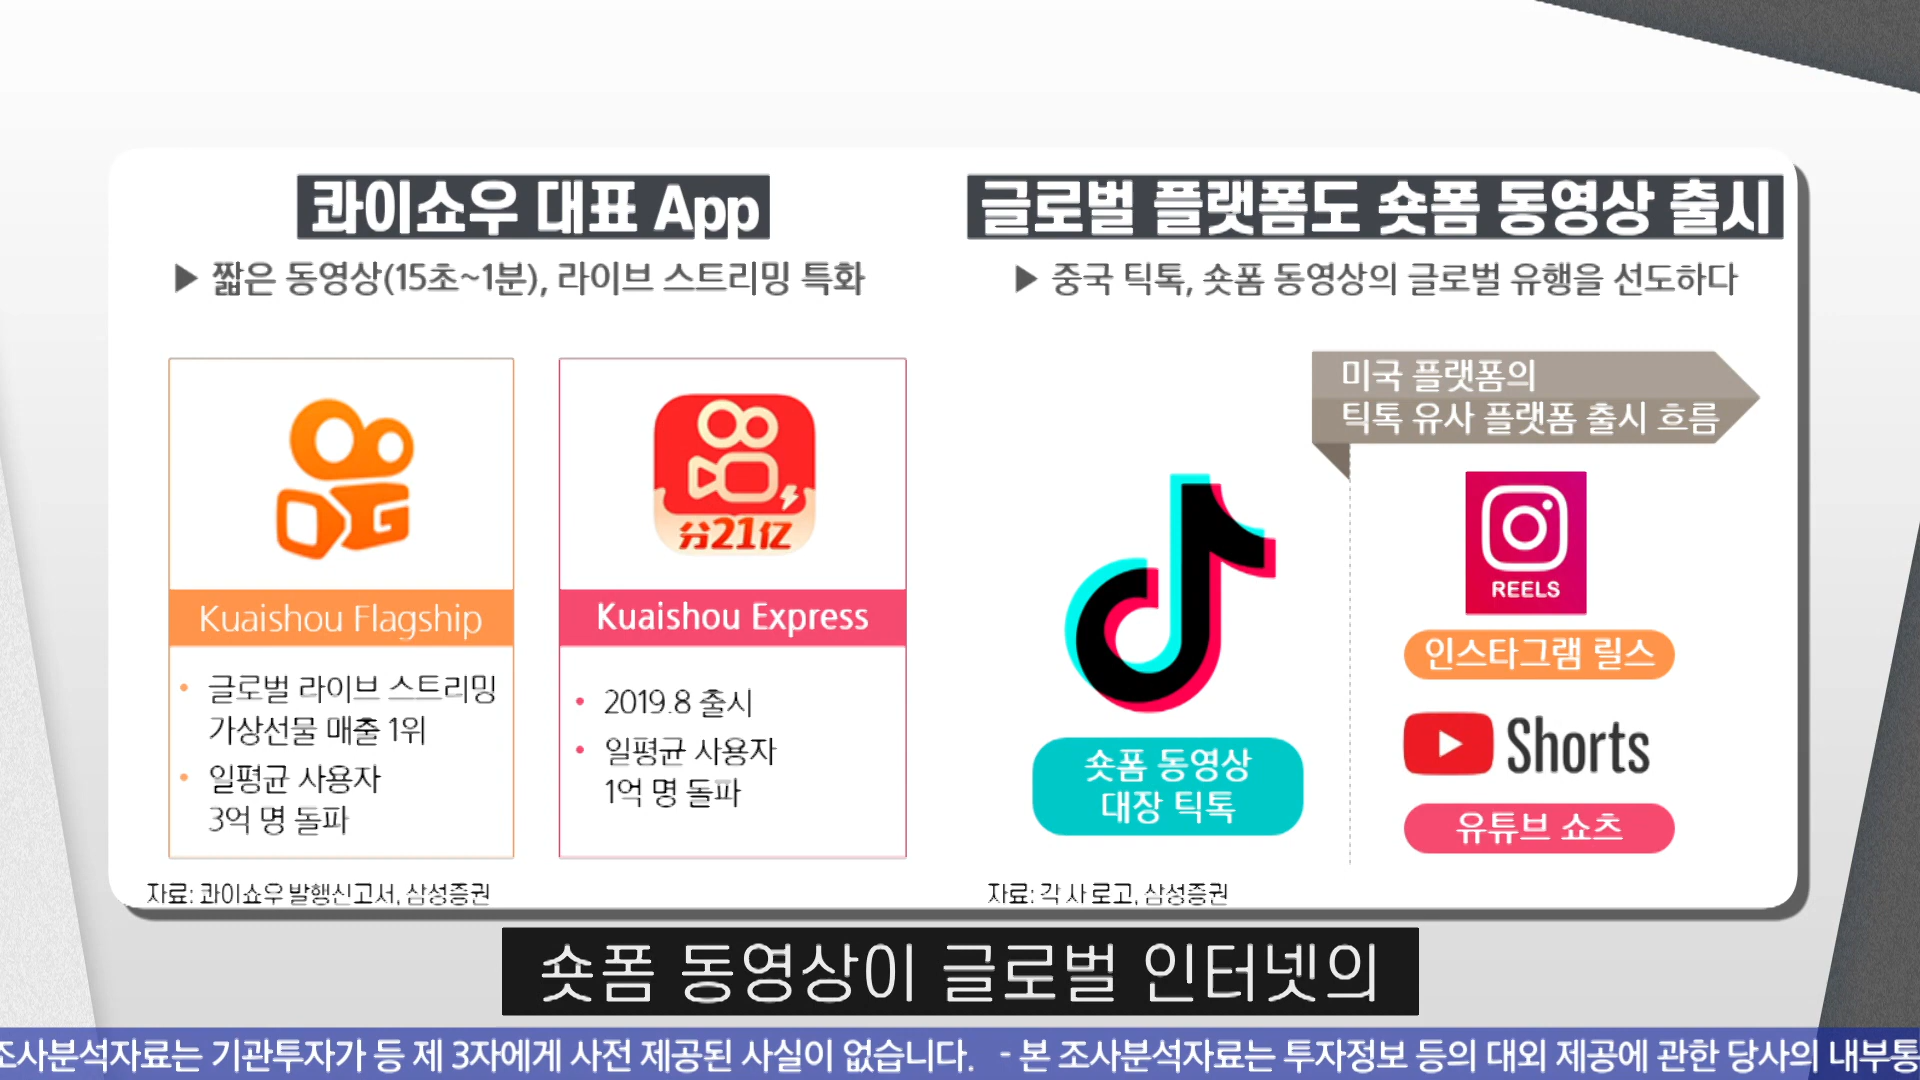 콰이쇼우 대표 App
▶ 짧은 동영상(15초~1분), 라이브 스트리밍 특화
分21亿
Kuaishou Flagship
• 글로벌 라이브 스트리밍
가상선물 매출 1위
• 일평균 사용자
3억 명 돌파
Kuaishou Express
• 2019.8 출시
• 일평균 사용자
1억 명 돌파
자료: 콰이쇼우 발행신고서, 삼성증권
글로벌 플랫폼도 숏폼 동영상 출시
▶ 중국 틱톡, 숏폼 동영상의 글로벌 유행을 선도하다
미국 플랫폼의
틱톡 유사 플랫폼 출시 흐름
숏폼 동영상
대장 틱톡
REELS
인스타그램 릴스
Shorts
유튜브 쇼츠
자료: 각 사 로고, 삼성증권
숏폼 동영상이 글로벌 인터넷의
조사분석자료는 기관투자가 등 제 3자에게 사전 제공된 사실이 없습니다. - 본 조사분석자료는 투자정보 등의 대외 제공에 관한 당사의 내부통